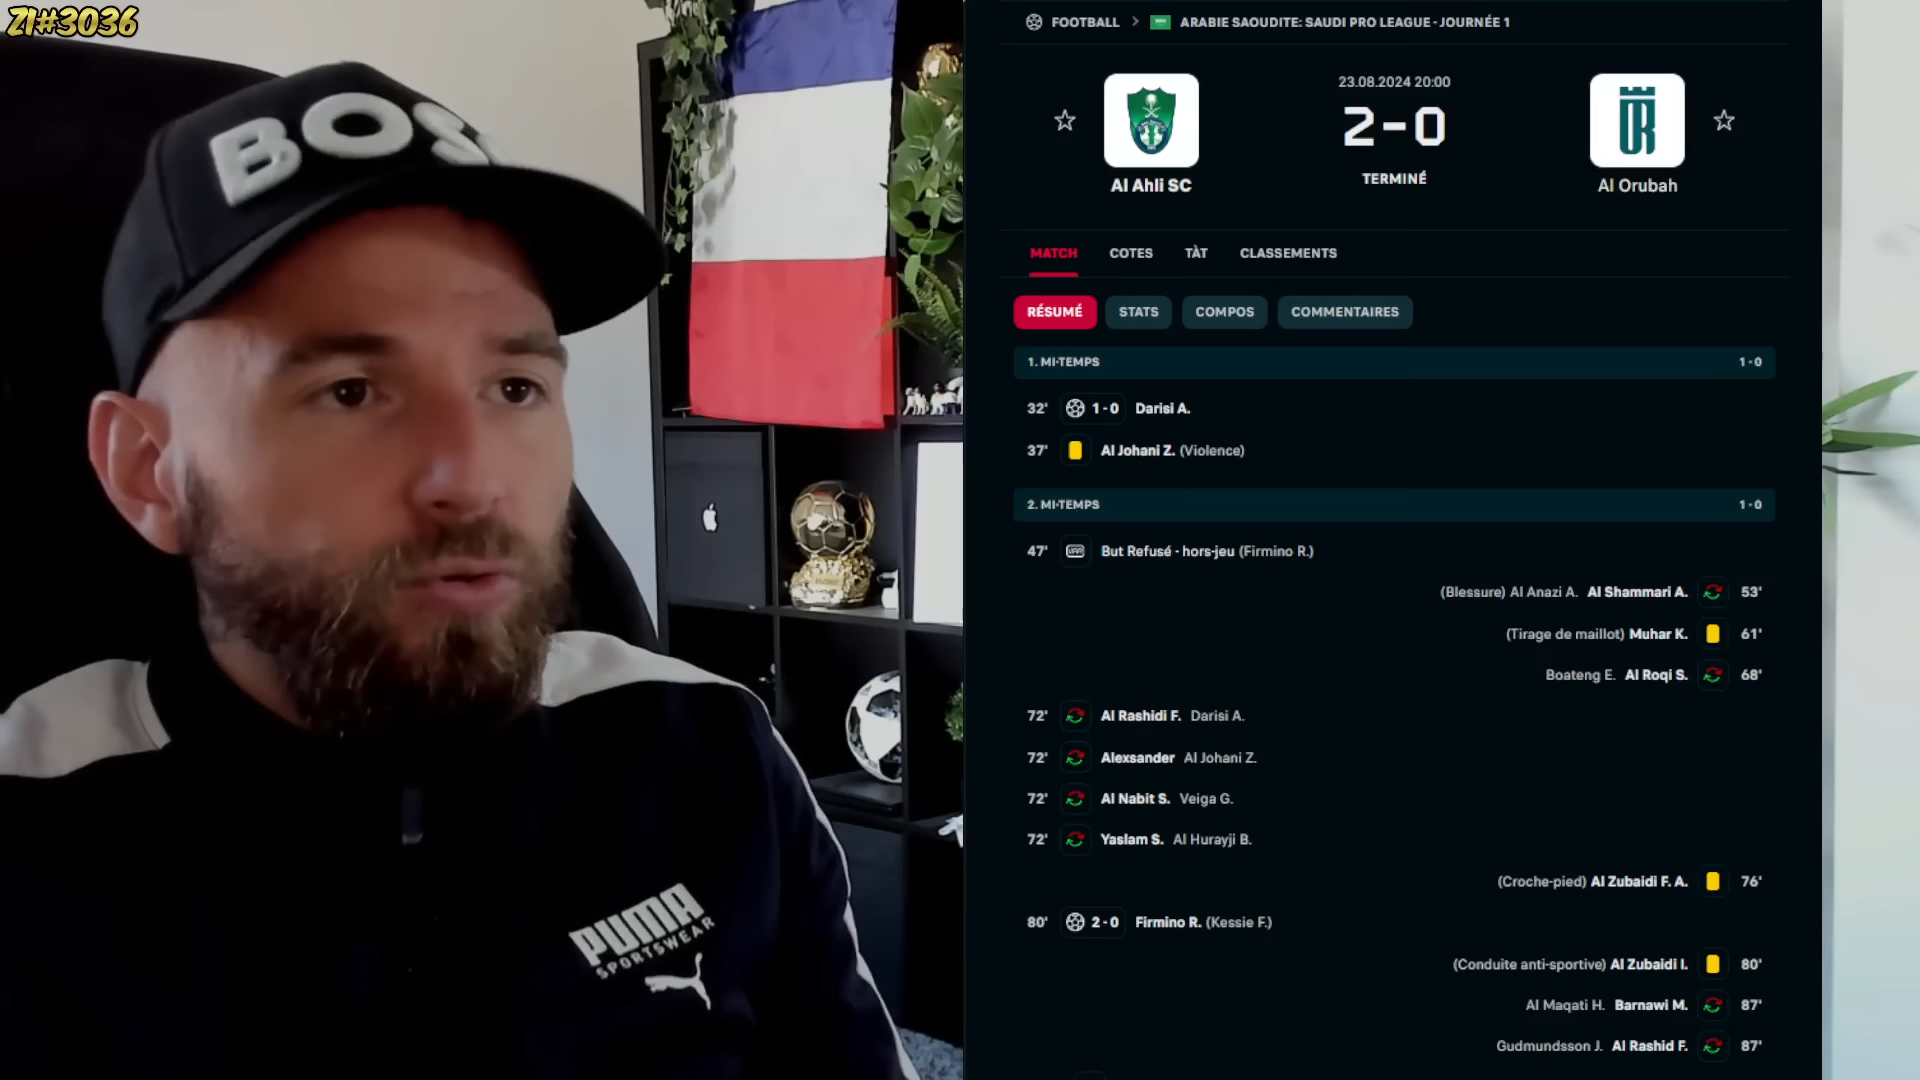 ZI#3036
BOS
PUMA
SPORTSWEAR
FOOTBALL > ARABIE SAOUDITE: SAUDI PRO LEAGUE - JOURNÉE 1
23.08.2024 20:00
2-0
TERMINÉ
Al Ahli SC
Al Orubah
MATCH COTES TÀT CLASSEMENTS
RÉSUMÉ STATS COMPOS COMMENTAIRES
1. MI-TEMPS 1 - 0
32' 1 - 0 Darisi A.
37' Al Johani Z. (Violence)
2. MI-TEMPS 1 - 0
47' VAR But Refusé - hors-jeu (Firmino R.)
(Blessure) Al Anazi A. Al Shammari A. 53'
(Tirage de maillot) Muhar K. 61'
Boateng E. Al Roqi S. 68'
72' Al Rashidi F. Darisi A.
72' Alexsander Al Johani Z.
72' Al Nabit S. Veiga G.
72' Yaslam S. Al Hurayji B.
(Croche-pied) Al Zubaidi F. A. 76'
80' 2 - 0 Firmino R. (Kessie F.)
(Conduite anti-sportive) Al Zubaidi I. 80'
Al Maqati H. Barnawi M. 87'
Gudmundsson J. Al Rashid F. 87'